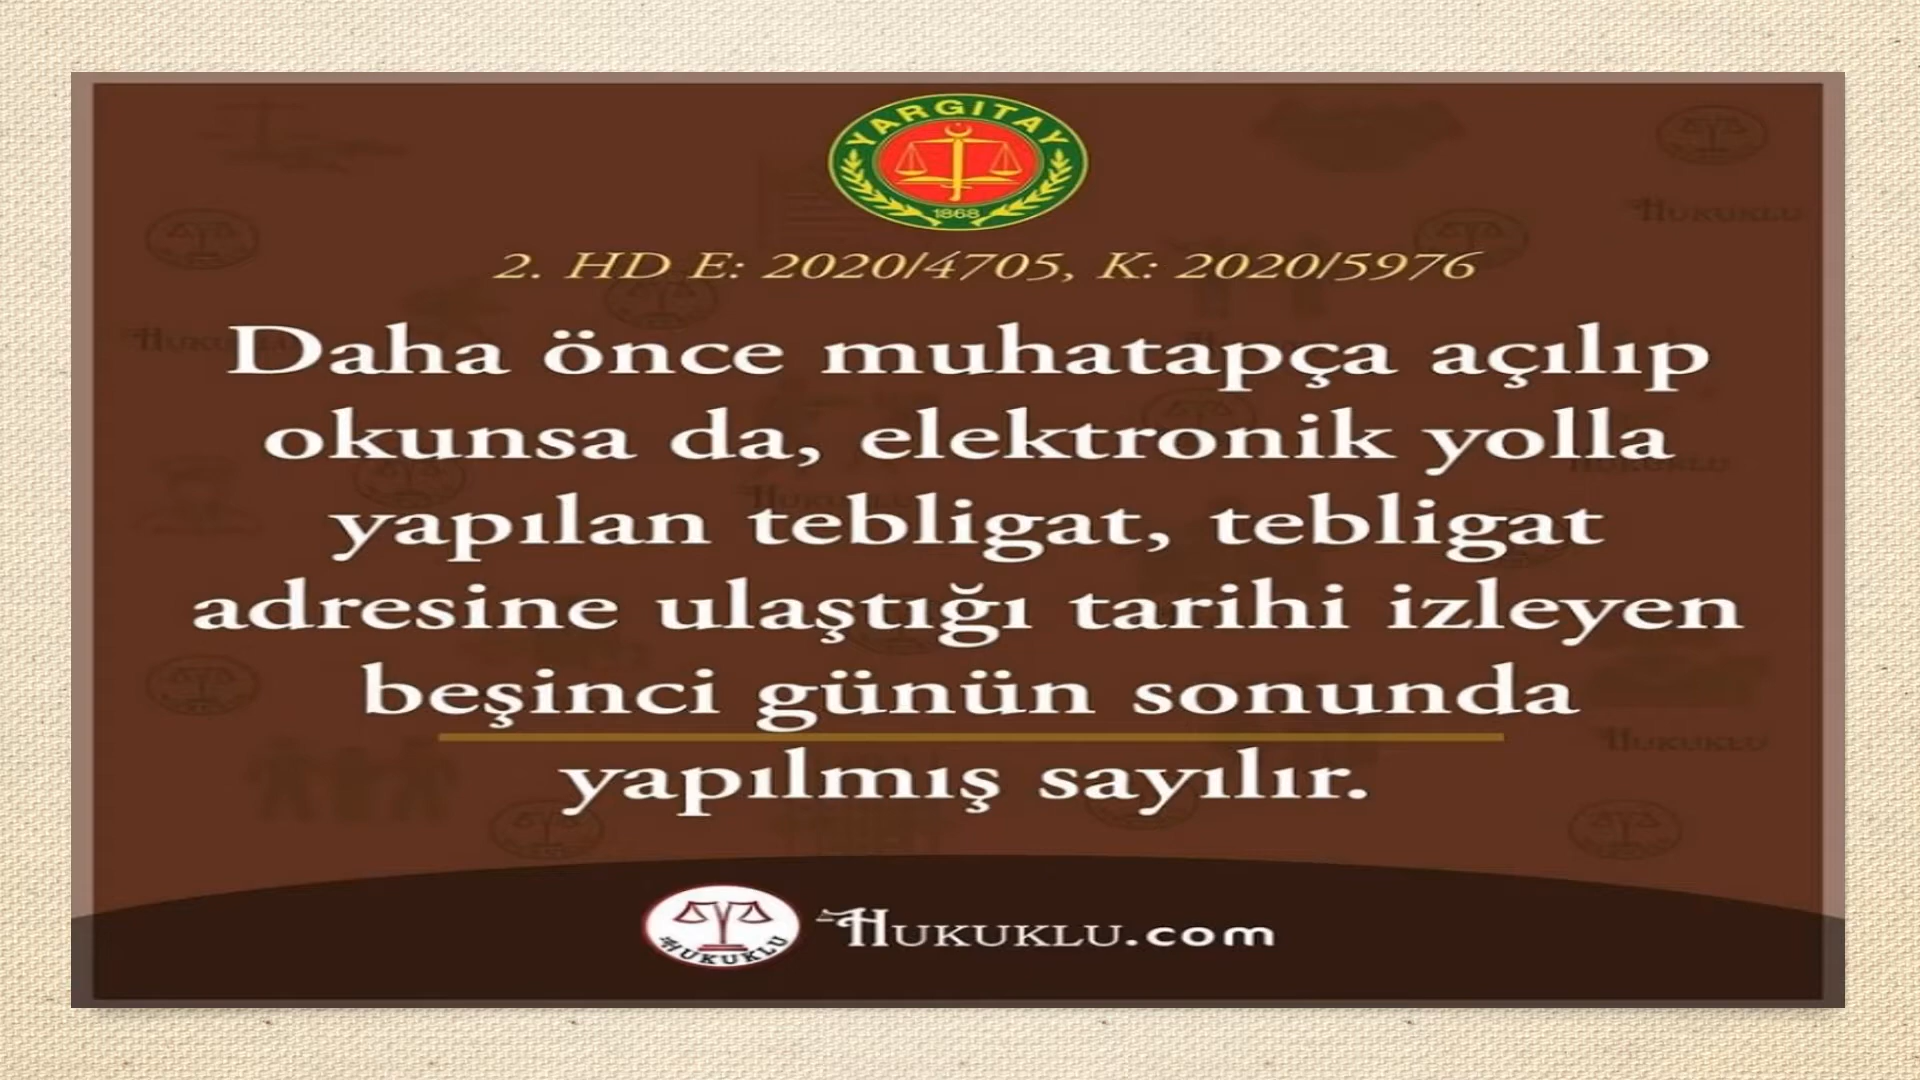 YARGITAY
1868
2. HD E: 2020/4705, K: 2020/5976
Daha önce muhatapça açılıp
okunsa da, elektronik yolla
yapılan tebligat, tebligat
adresine ulaştığı tarihi izleyen
beşinci günün sonunda
yapılmış sayılır.
HUKUKLU
HUKUKLU.com